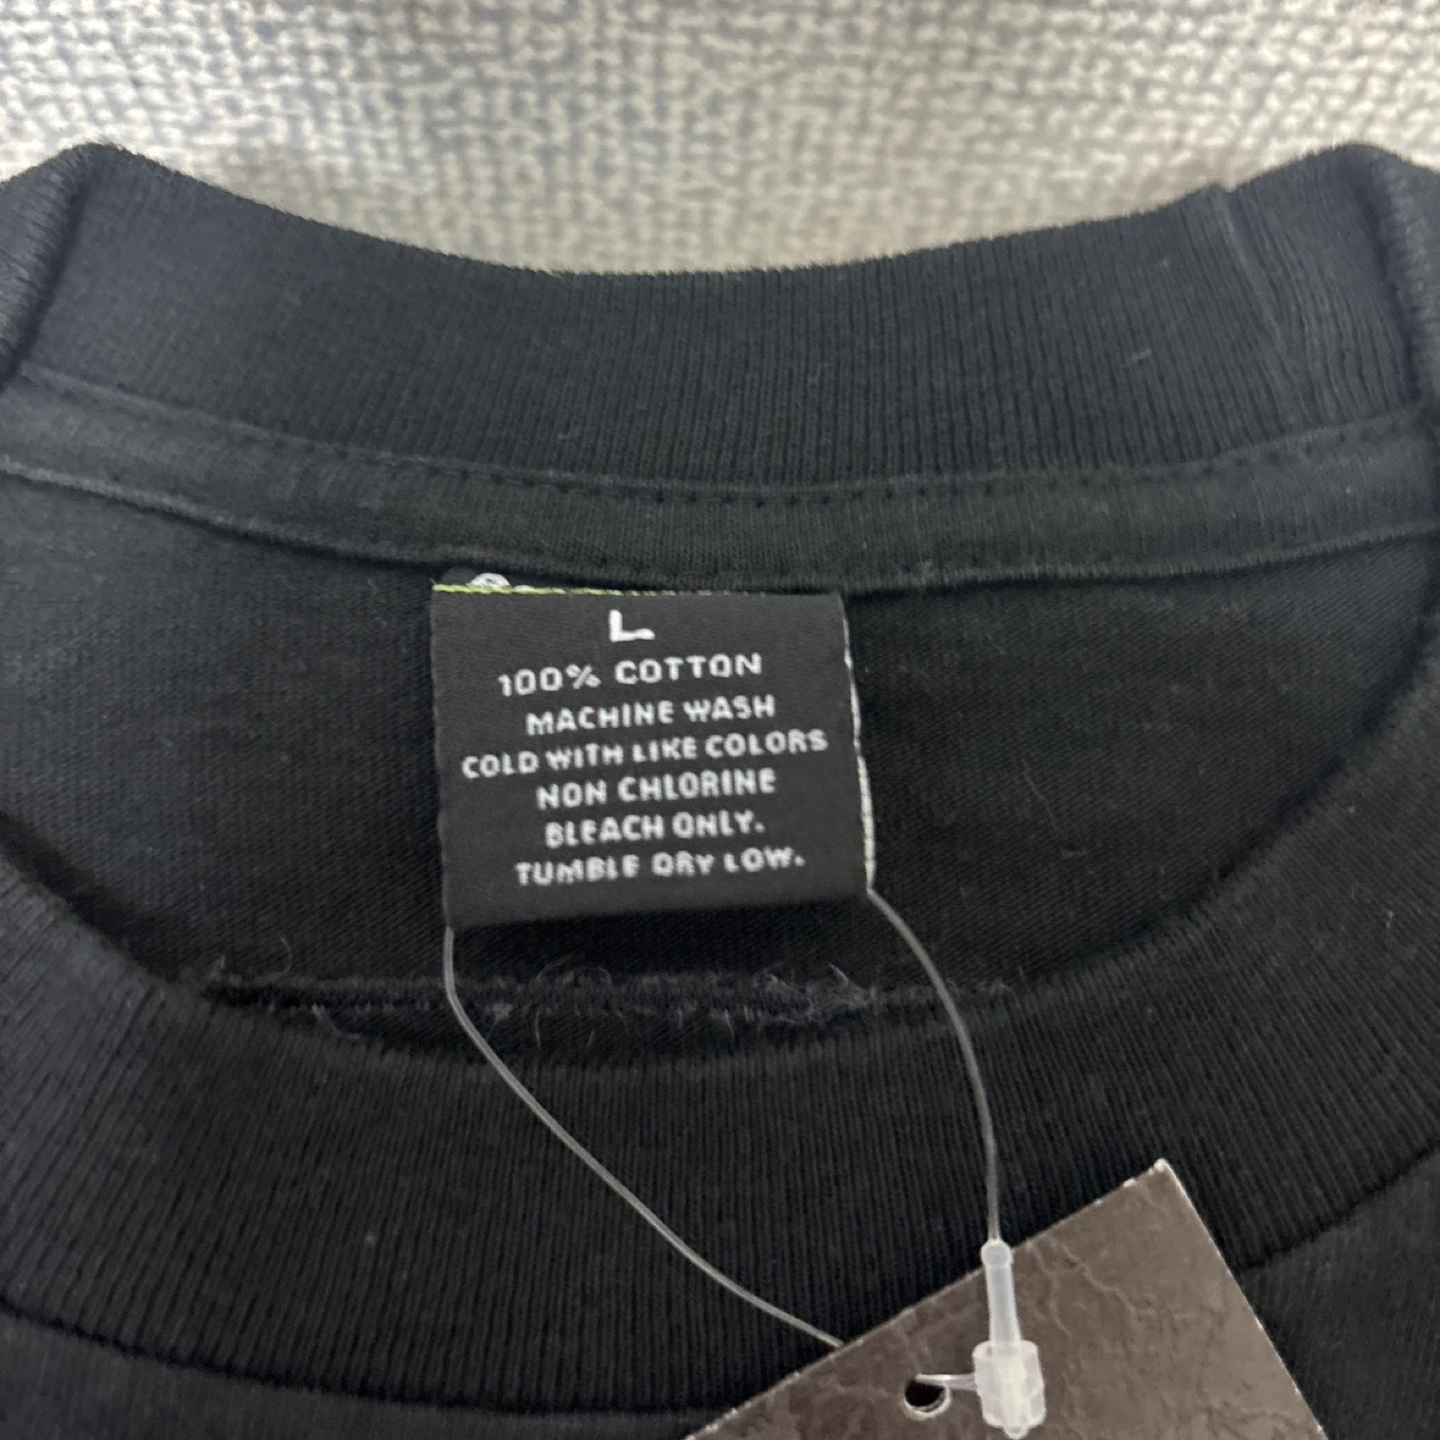 L
100% COTTON
MACHINE WASH
COLD WITH LIKE COLORS
NON CHLORINE
BLEACH ONLY.
TUMBLE DRY LOW.